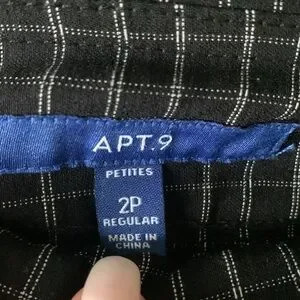 APT.9
PETITES
2P
REGULAR
MADE IN
CHINA